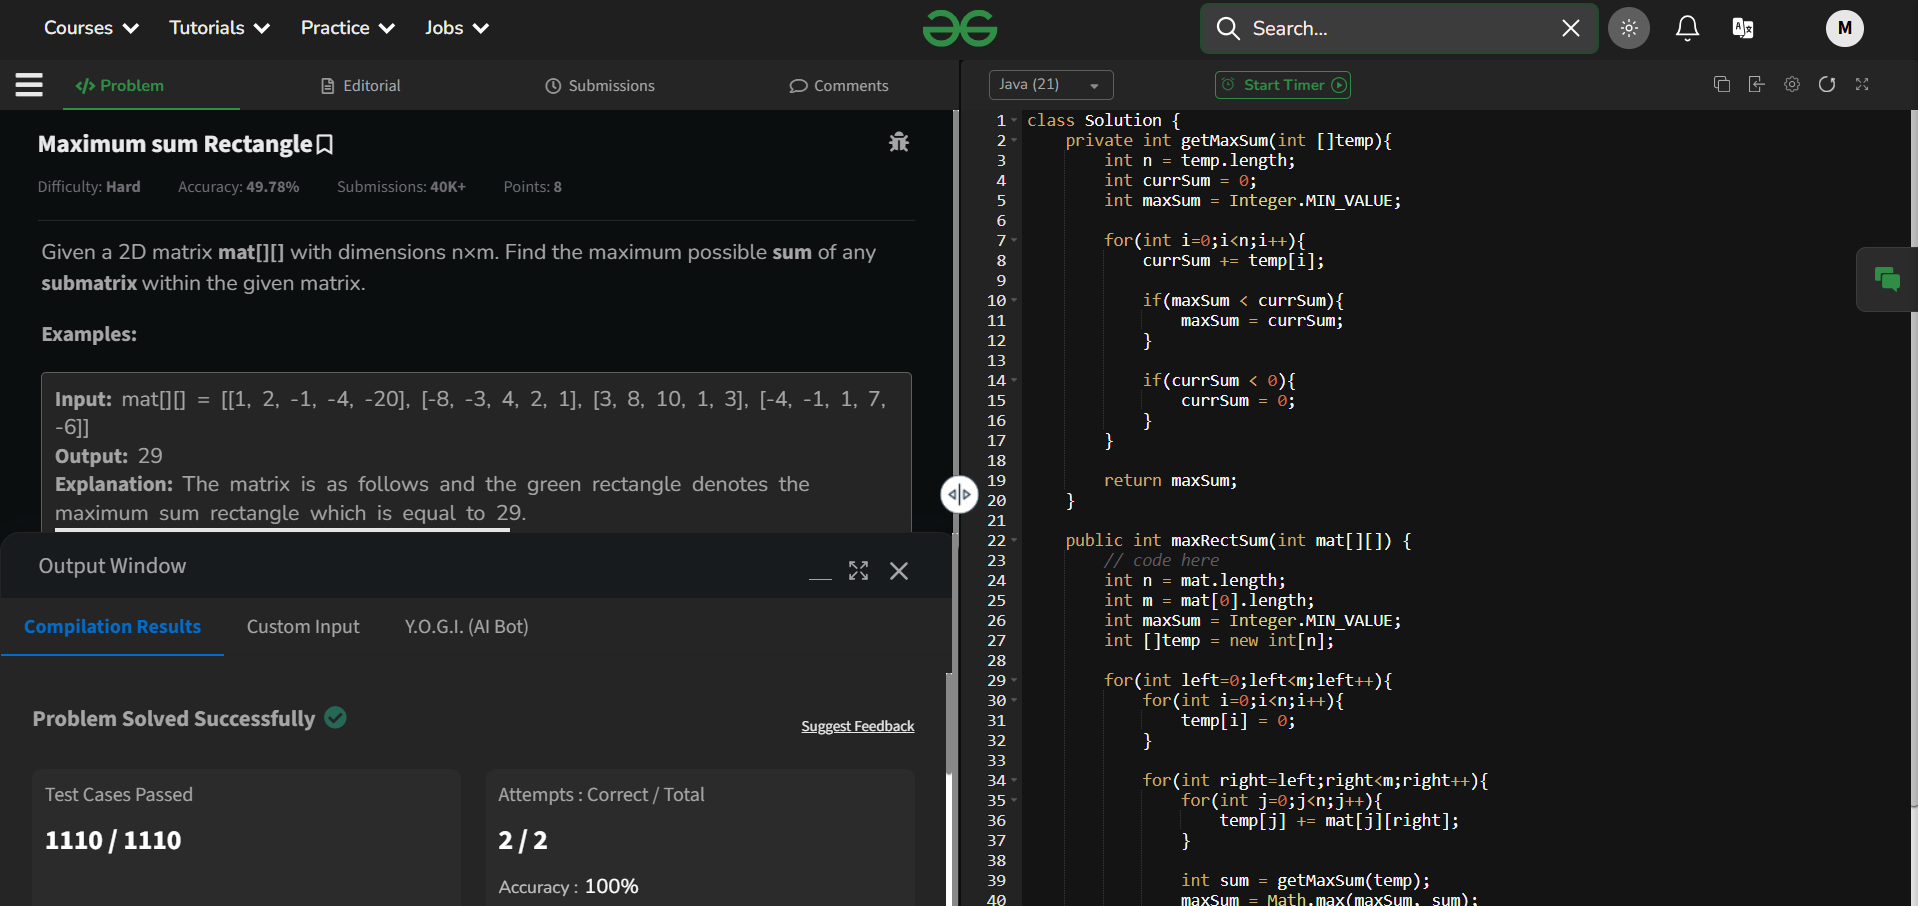 Courses Tutorials Practice Jobs Search... M
Problem Editorial Submissions Comments
Java (21) Start Timer
Maximum sum Rectangle
Difficulty: Hard Accuracy: 49.78% Submissions: 40K+ Points: 8
Given a 2D matrix mat[][] with dimensions n×m. Find the maximum possible sum of any
submatrix within the given matrix.
Examples:
Input: mat[][] = [[1, 2, -1, -4, -20], [-8, -3, 4, 2, 1], [3, 8, 10, 1, 3], [-4, -1, 1, 7,
-6]]
Output: 29
Explanation: The matrix is as follows and the green rectangle denotes the
maximum sum rectangle which is equal to 29.
Output Window
Compilation Results Custom Input Y.O.G.I. (AI Bot)
Problem Solved Successfully
Suggest Feedback
Test Cases Passed
1110 / 1110
Attempts : Correct / Total
2 / 2
Accuracy : 100%
1 class Solution {
2 private int getMaxSum(int []temp){
3 int n = temp.length;
4 int currSum = 0;
5 int maxSum = Integer.MIN_VALUE;
6
7 for(int i=0;i<n;i++){
8 currSum += temp[i];
9
10 if(maxSum < currSum){
11 maxSum = currSum;
12 }
13
14 if(currSum < 0){
15 currSum = 0;
16 }
17 }
18
19 return maxSum;
20 }
21
22 public int maxRectSum(int mat[][]) {
23 // code here
24 int n = mat.length;
25 int m = mat[0].length;
26 int maxSum = Integer.MIN_VALUE;
27 int []temp = new int[n];
28
29 for(int left=0;left<m;left++){
30 for(int i=0;i<n;i++){
31 temp[i] = 0;
32 }
33
34 for(int right=left;right<m;right++){
35 for(int j=0;j<n;j++){
36 temp[j] += mat[j][right];
37 }
38
39 int sum = getMaxSum(temp);
40 maxSum = Math.max(maxSum, sum);